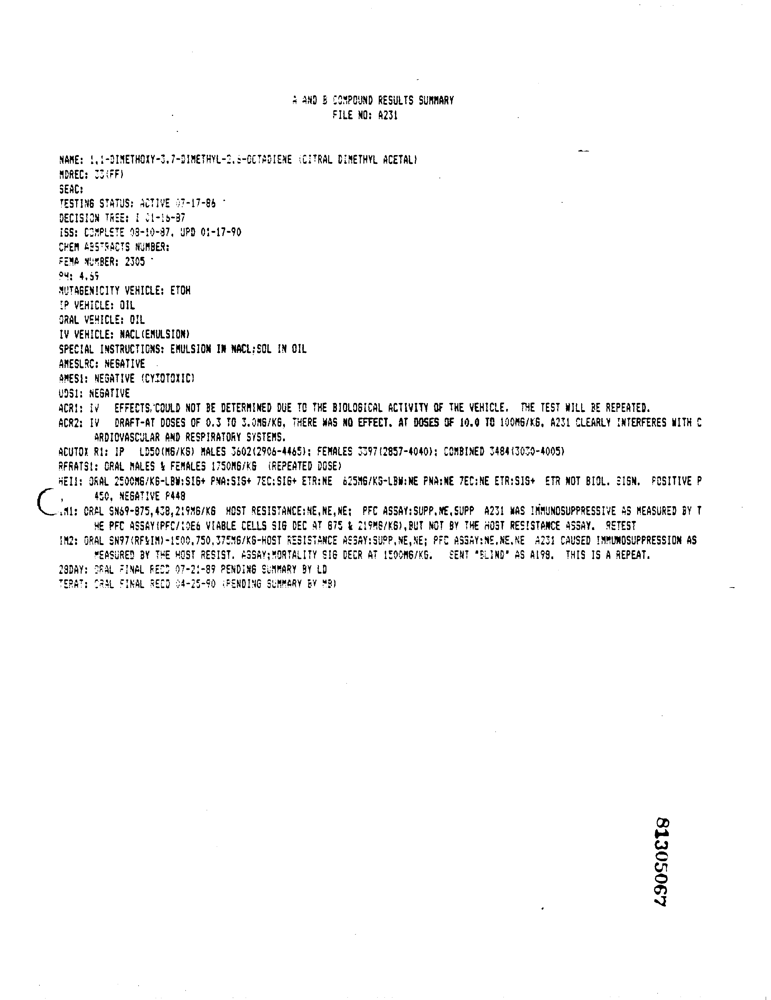 A AND B COMPOUND RESULTS SUMMARY
FILE NO: A231
NAME: 1,1-DIMETHOXY-3,7-DIMETHYL-2,6-OCTADIENE (CITRAL DIMETHYL ACETAL)
MDREC: (FF)
SEAC:
TESTING STATUS: ACTIVE 07-17-86
DECISION TREE: I 01-16-87
ISS: COMPLETE 08-10-87, UPD 01-17-90
CHEM ABSTRACTS NUMBER:
FEMA NUMBER: 2305
PH: 4.55
MUTAGENICITY VEHICLE: ETOH
IP VEHICLE: OIL
ORAL VEHICLE: OIL
IV VEHICLE: NACL(EMULSION)
SPECIAL INSTRUCTIONS: EMULSION IN NACL;SOL IN OIL
AMESLRC: NEGATIVE
AMES1: NEGATIVE (CYTOTOXIC)
UDS1: NEGATIVE
ACR1: IV EFFECTS COULD NOT BE DETERMINED DUE TO THE BIOLOGICAL ACTIVITY OF THE VEHICLE. THE TEST WILL BE REPEATED.
ACR2: IV DRAFT-AT DOSES OF 0.3 TO 3.0MG/KG, THERE WAS NO EFFECT. AT DOSES OF 10.0 TO 100MG/KG, A231 CLEARLY INTERFERES WITH C
ARDIOVASCULAR AND RESPIRATORY SYSTEMS.
ACUTOX R1: IP LD50(MG/KG) MALES 3602(2906-4465); FEMALES 3397(2857-4040); COMBINED 3484(3030-4005)
RFRATS1: ORAL MALES & FEMALES 1750MG/KG (REPEATED DOSE)
HEI1: ORAL 2500MG/KG-LBW:SIG+ PNA:SIG+ 7EC:SIG+ ETR:NE 625MG/KG-LBW:NE PNA:NE 7EC:NE ETR:SIG+ ETR NOT BIOL. SIGN. POSITIVE P
450, NEGATIVE P448
IM1: ORAL SN69-875,438,219MG/KG HOST RESISTANCE:NE,NE,NE; PFC ASSAY:SUPP,NE,SUPP A231 WAS IMMUNOSUPPRESSIVE AS MEASURED BY T
HE PFC ASSAY(PFC/10E6 VIABLE CELLS SIG DEC AT 875 & 219MG/KG),BUT NOT BY THE HOST RESISTANCE ASSAY. RETEST
IM2: ORAL SN97(RF&IM)-1500,750,375MG/KG-HOST RESISTANCE ASSAY:SUPP,NE,NE; PFC ASSAY:NE,NE,NE A231 CAUSED IMMUNOSUPPRESSION AS
MEASURED BY THE HOST RESIST. ASSAY;MORTALITY SIG DECR AT 1500MG/KG. SENT "BLIND" AS A198. THIS IS A REPEAT.
28DAY: ORAL FINAL RECD 07-21-89 PENDING SUMMARY BY LD
TERAT: ORAL FINAL RECD 04-25-90 (PENDING SUMMARY BY MB)
81305067